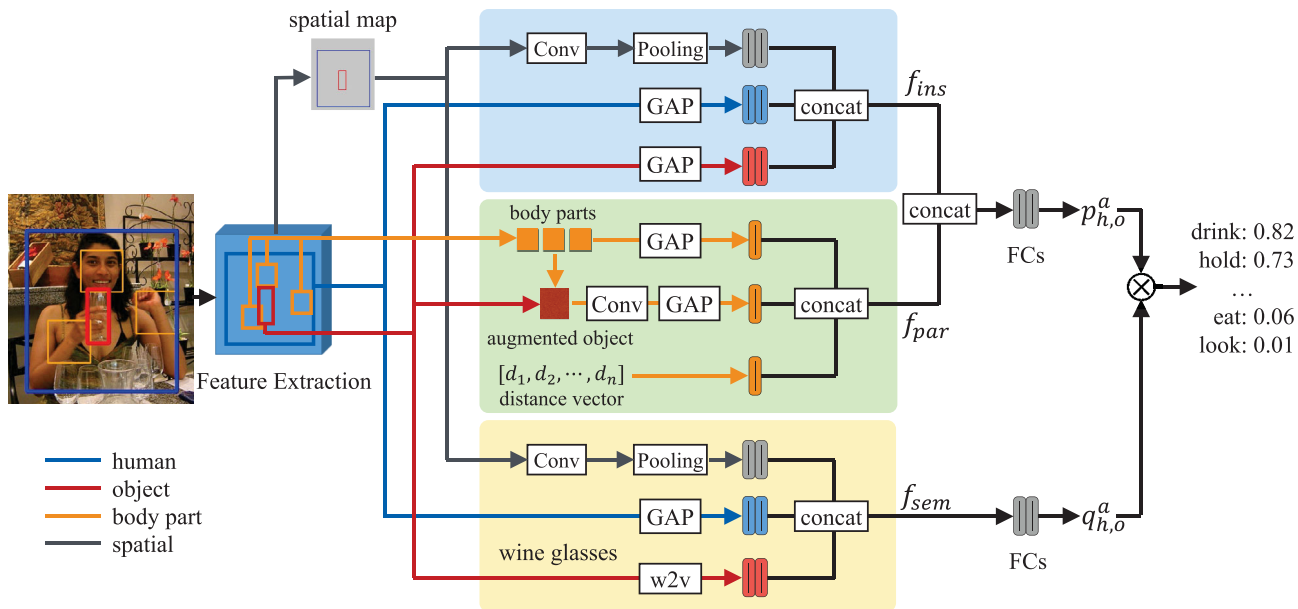 spatial map
Conv
Pooling
GAP
GAP
concat
f_ins
body parts
GAP
Conv
GAP
augmented object
[d_1, d_2, ⋯, d_n]
distance vector
concat
f_par
concat
FCs
p^a_{h,o}
drink: 0.82
hold: 0.73
...
eat: 0.06
look: 0.01
Feature Extraction
human
object
body part
spatial
Conv
Pooling
GAP
wine glasses
w2v
concat
f_sem
FCs
q^a_{h,o}